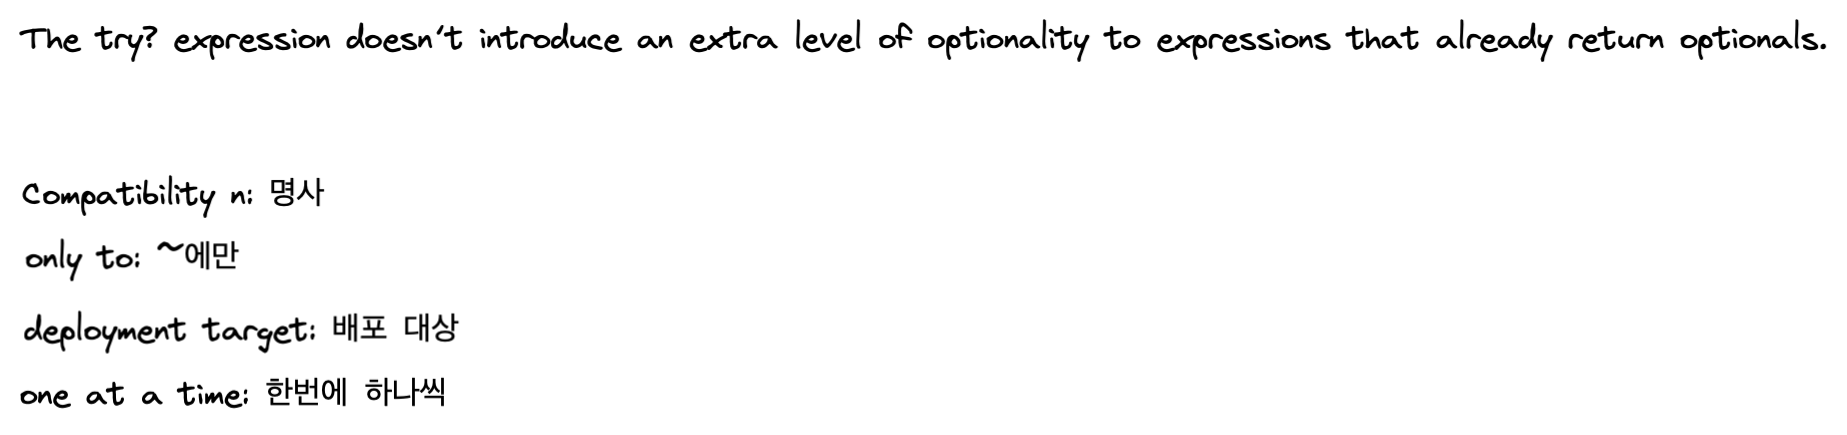 The try? expression doesn't introduce an extra level of optionality to expressions that already return optionals.
Compatibility n: 명사
only to: ~에만
deployment target: 배포 대상
one at a time: 한번에 하나씩